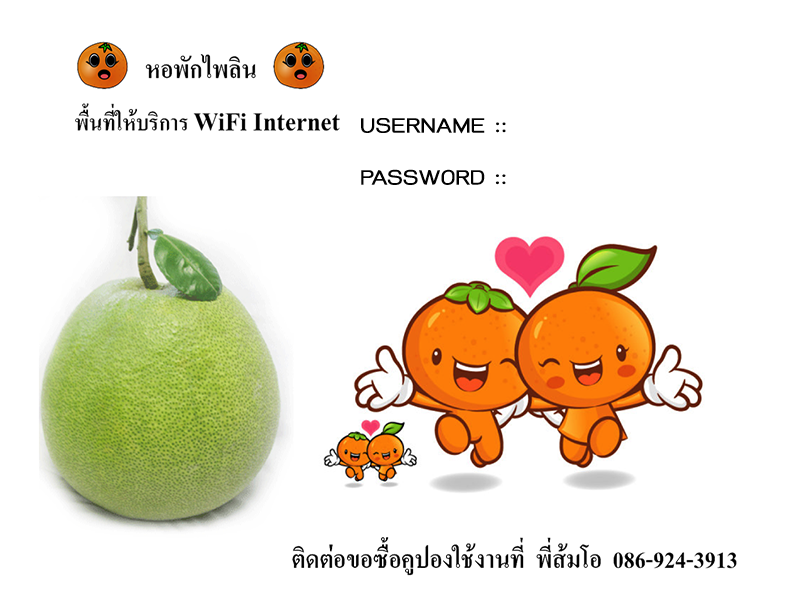 หอพักไพลิน
พื้นที่ให้บริการ WiFi Internet
USERNAME ::
PASSWORD ::
ติดต่อขอซื้อคูปองใช้งานที่ พี่ส้มโอ 086-924-3913